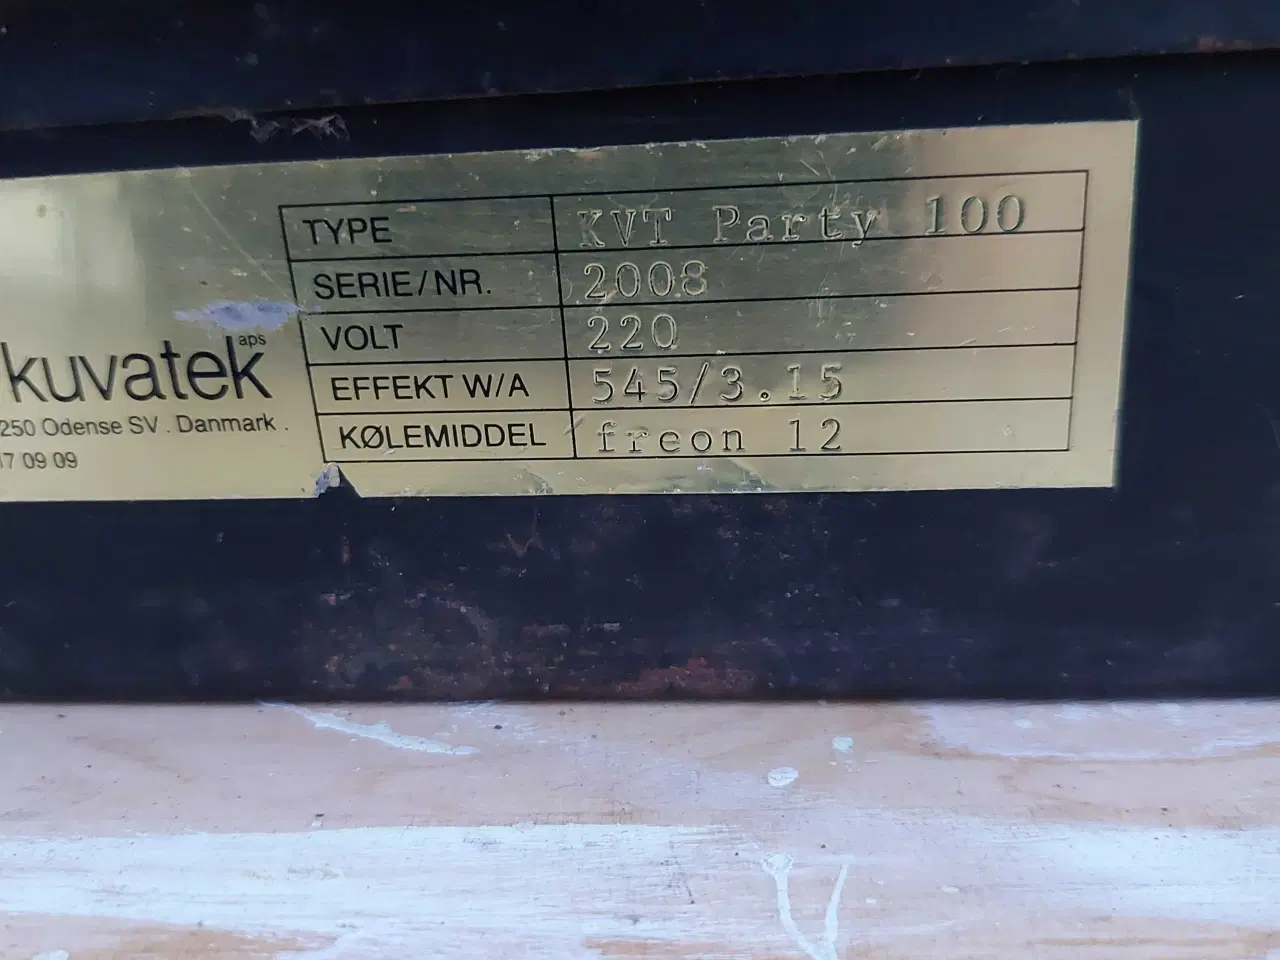 TYPE KVT Party 100
SERIE/NR. 2008
VOLT 220
EFFEKT W/A 545/3.15
KØLEMIDDEL freon 12
kuvatek aps
250 Odense SV . Danmark .
17 09 09